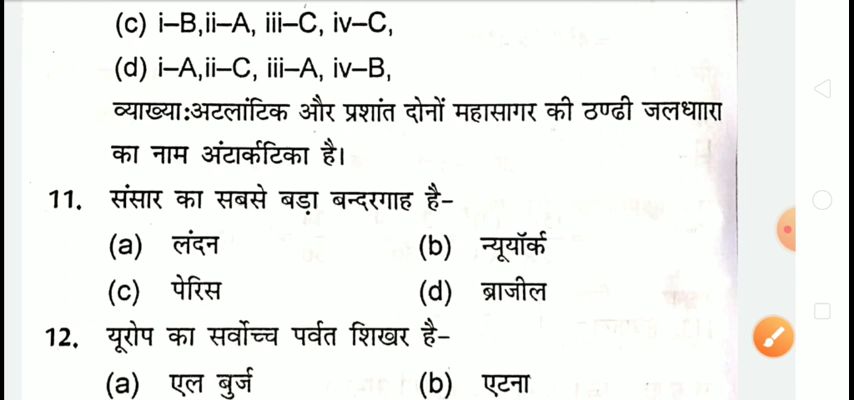 (c) i–B,ii–A, iii–C, iv–C,
(d) i–A,ii–C, iii–A, iv–B,
व्याख्या:अटलांटिक और प्रशांत दोनों महासागर की ठण्ढी जलधाारा
का नाम अंटार्कटिका है।
11. संसार का सबसे बड़ा बन्दरगाह है–
(a) लंदन (b) न्यूयॉर्क
(c) पेरिस (d) ब्राजील
12. यूरोप का सर्वोच्च पर्वत शिखर है–
(a) एल बुर्ज (b) एटना